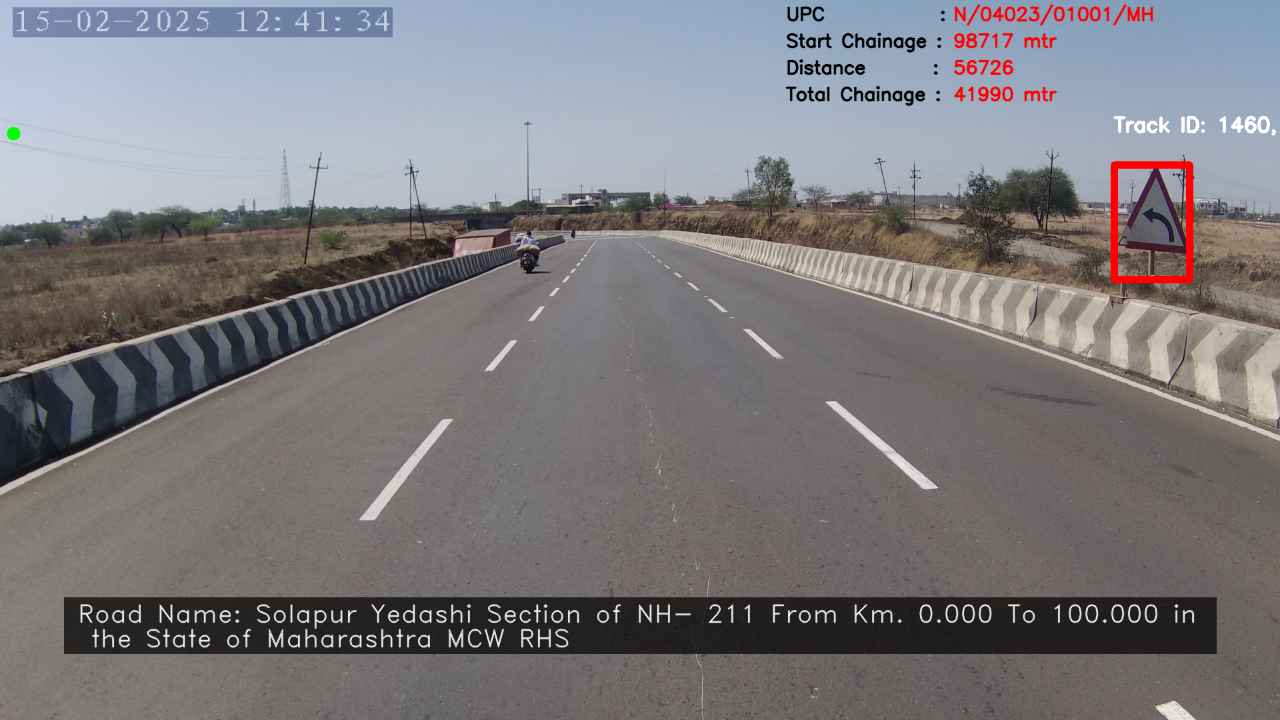 15-02-2025 12:41:34
UPC : N/04023/01001/MH
Start Chainage : 98717 mtr
Distance : 56726
Total Chainage : 41990 mtr
Track ID: 1460,
Road Name: Solapur Yedashi Section of NH- 211 From Km. 0.000 To 100.000 in
the State of Maharashtra MCW RHS